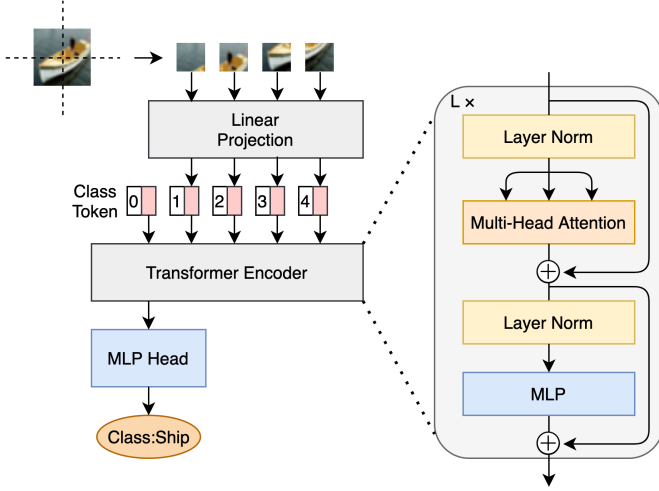 Linear
Projection
Class
Token
0
1
2
3
4
Transformer Encoder
MLP Head
Class:Ship
L ×
Layer Norm
Multi-Head Attention
Layer Norm
MLP